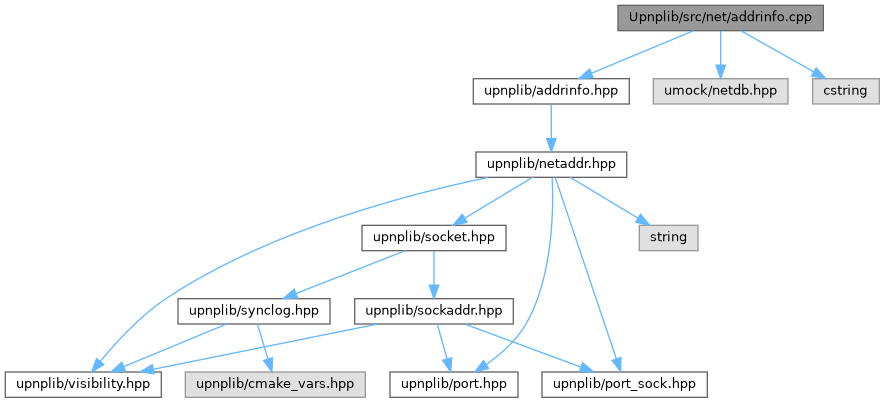 Upnplib/src/net/addrinfo.cpp
upnplib/addrinfo.hpp
umock/netdb.hpp
cstring
upnplib/netaddr.hpp
upnplib/socket.hpp
string
upnplib/synclog.hpp
upnplib/sockaddr.hpp
upnplib/visibility.hpp
upnplib/cmake_vars.hpp
upnplib/port.hpp
upnplib/port_sock.hpp